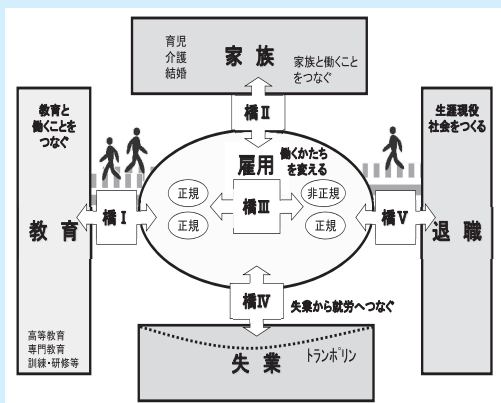 育児
介護
結婚
家族
家族と働くこと
をつなぐ
橋Ⅱ
教育と
働くことを
つなぐ
教育
高等教育
専門教育
訓練・研修等
橋Ⅰ
雇用
働くかたち
を変える
正規
正規
橋Ⅲ
非正規
正規
橋Ⅴ
生涯現役
社会をつくる
退職
橋Ⅳ
失業から就労へつなぐ
失業
トランポリン